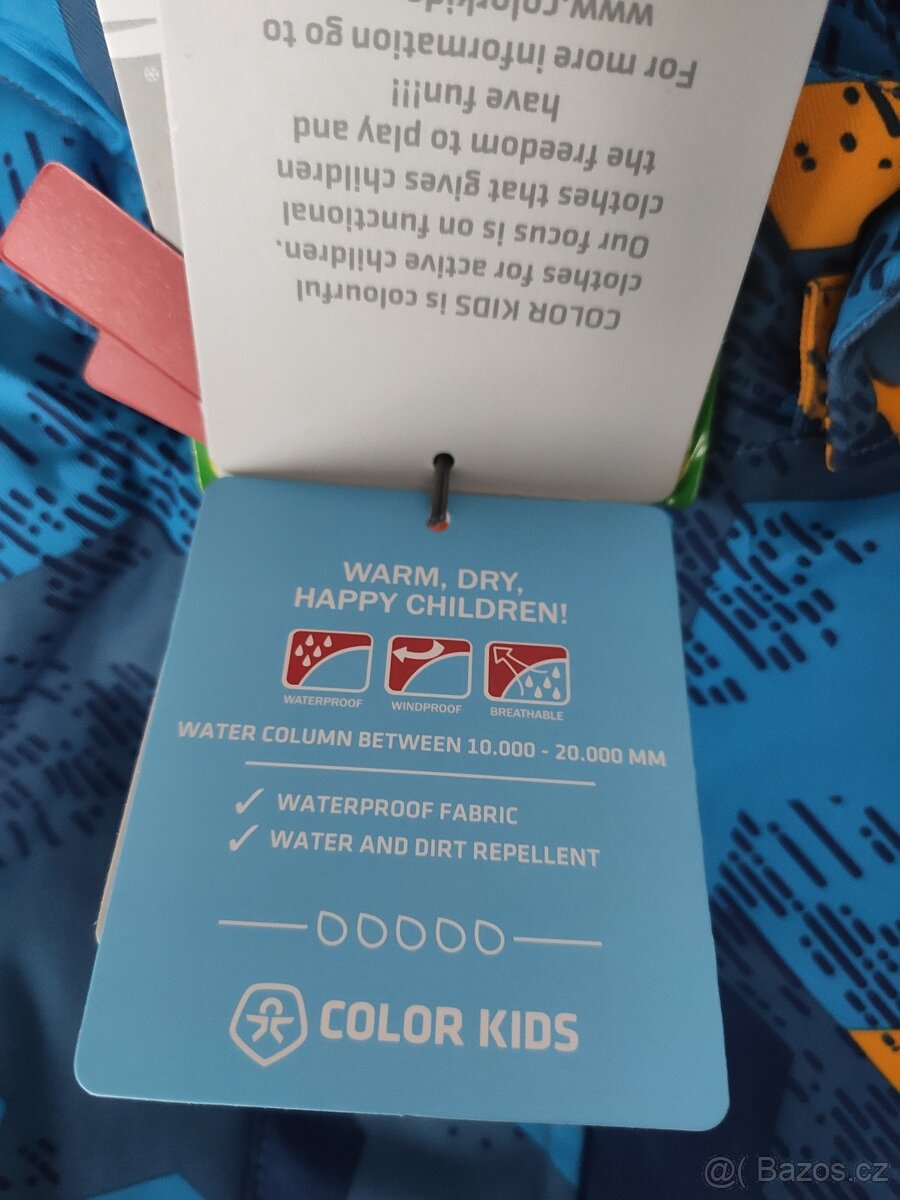 COLOR KIDS is colourful
clothes for active children.
Our focus is on functional
clothes that gives children
the freedom to play and
have fun!!!
For more information go to
WARM, DRY,
HAPPY CHILDREN!
WATERPROOF
WINDPROOF
BREATHABLE
WATER COLUMN BETWEEN 10.000 - 20.000 MM
✓ WATERPROOF FABRIC
✓ WATER AND DIRT REPELLENT
COLOR KIDS
@( Bazos.cz